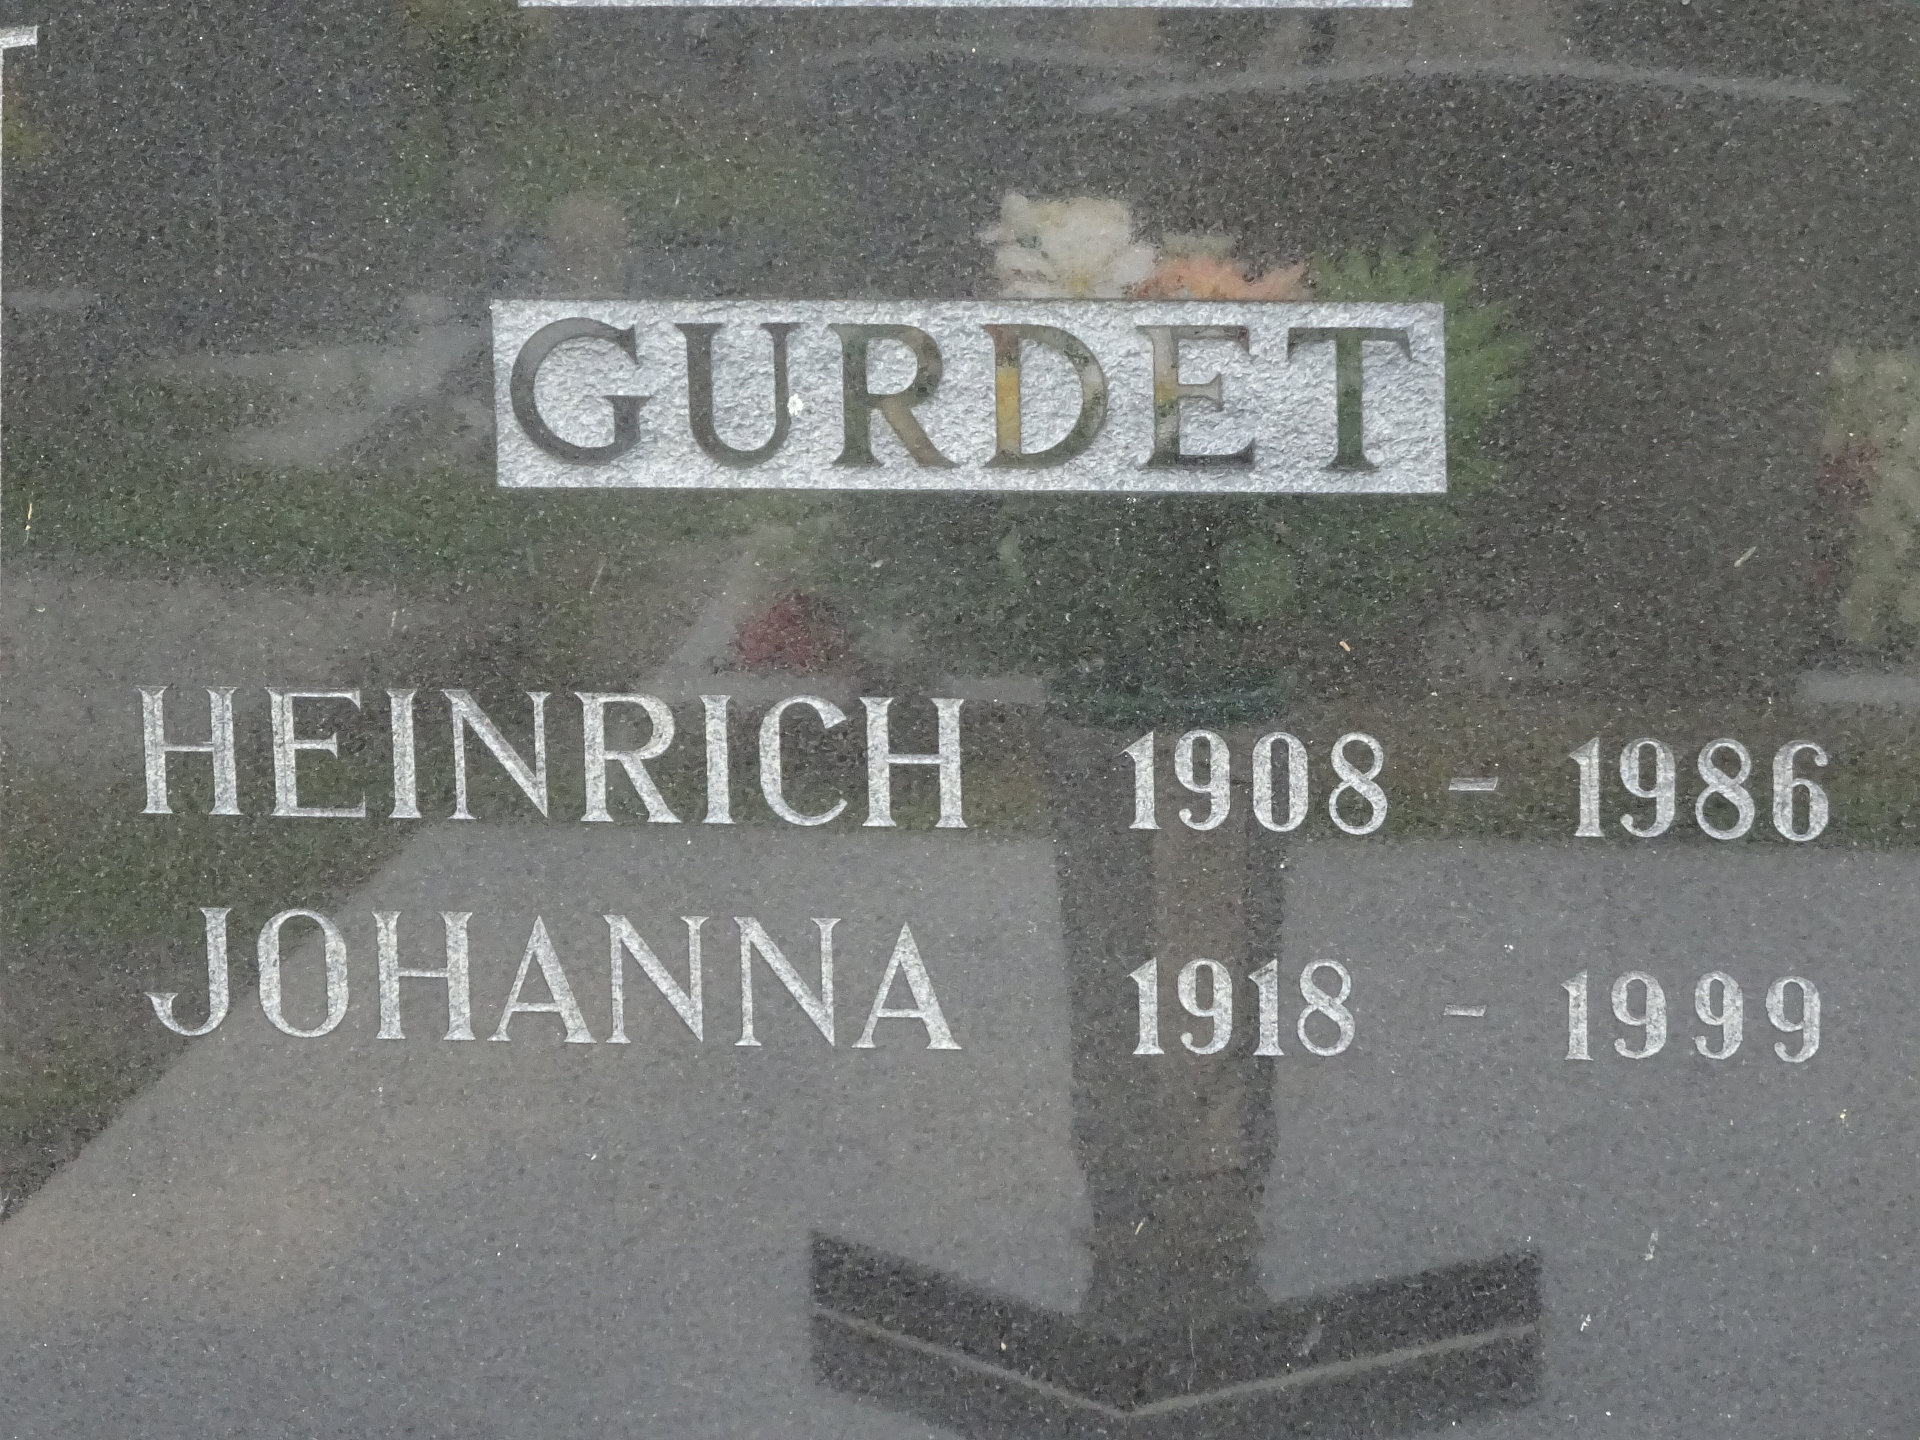 GURDET
HEINRICH 1908 - 1986
JOHANNA 1918 - 1999